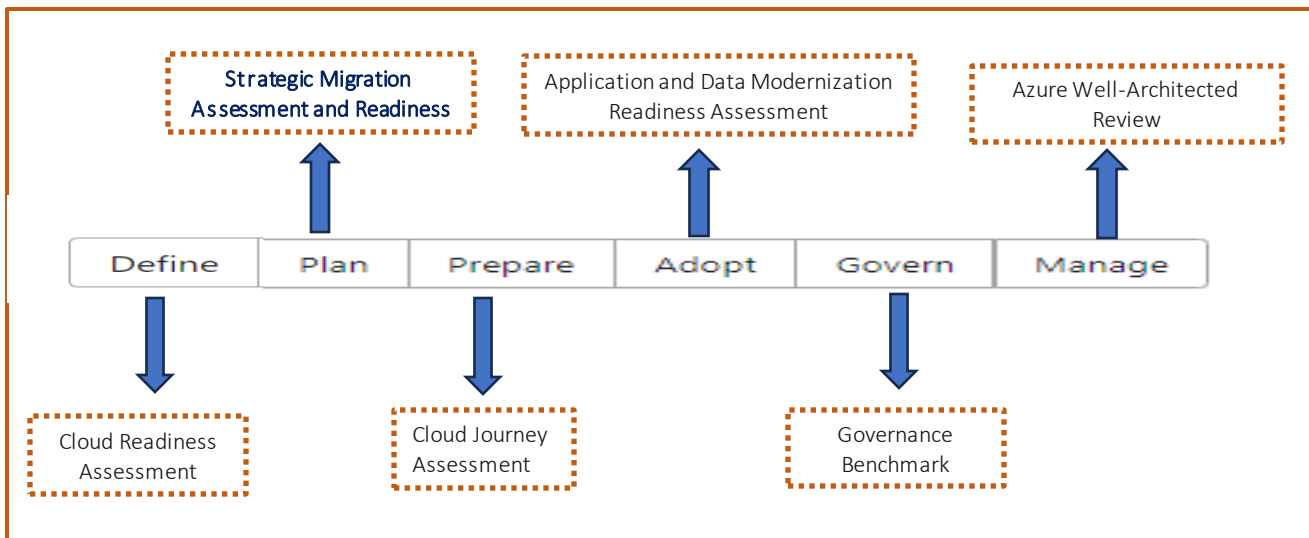 Strategic Migration
Assessment and Readiness
Application and Data Modernization
Readiness Assessment
Azure Well-Architected
Review
Define
Plan
Prepare
Adopt
Govern
Manage
Cloud Readiness
Assessment
Cloud Journey
Assessment
Governance
Benchmark